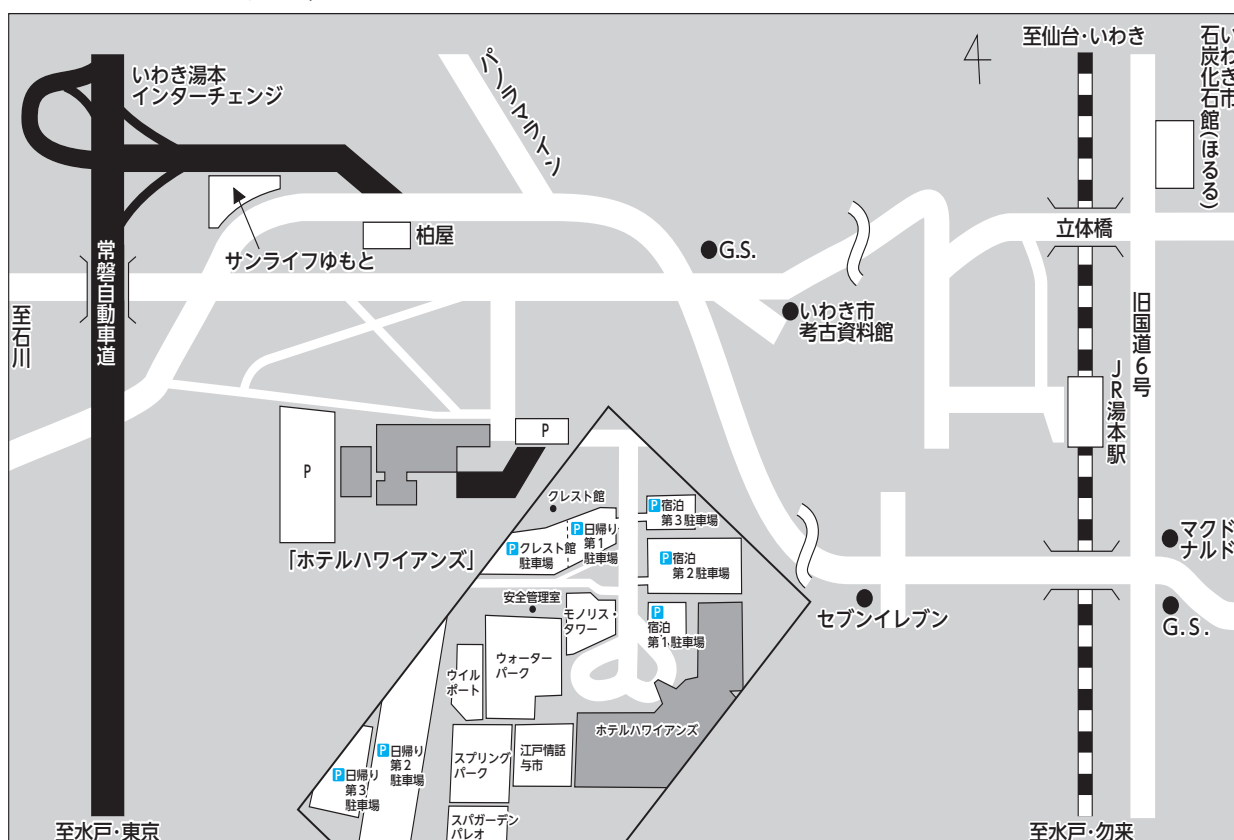 いわき湯本
インターチェンジ
パノラマライン
至仙台・いわき
いわき市
石炭化石館(ほるる)
サンライフゆもと
柏屋
G.S.
立体橋
常磐自動車道
至石川
いわき市
考古資料館
旧国道6号
JR湯本駅
P
P
「ホテルハワイアンズ」
クレスト館
P宿泊
第3駐車場
P日帰り
第1
駐車場
Pクレスト館
駐車場
P宿泊
第2駐車場
安全管理室
モノリス・
タワー
P
宿泊
第1駐車場
ウォーター
パーク
ウイル
ポート
ホテルハワイアンズ
スプリング
パーク
江戸情話
与市
P日帰り
第2
駐車場
P日帰り
第3
駐車場
スパガーデン
パレオ
セブンイレブン
マクド
ナルド
G.S.
至水戸・東京
至水戸・勿来